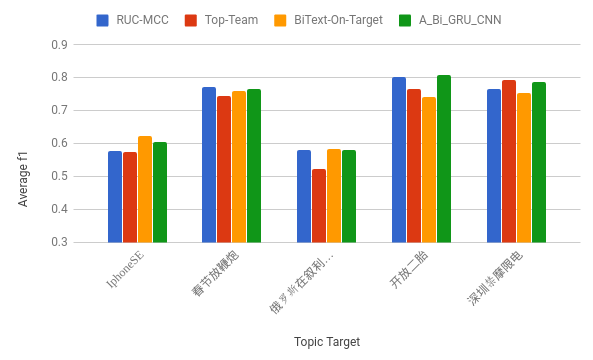 RUC-MCC Top-Team BiText-On-Target A_Bi_GRU_CNN
0.9
0.8
0.7
0.6
0.5
0.4
0.3
Average f1
IphoneSE
春节放鞭炮
俄罗斯在叙利...
开放二胎
深圳禁摩限电
Topic Target